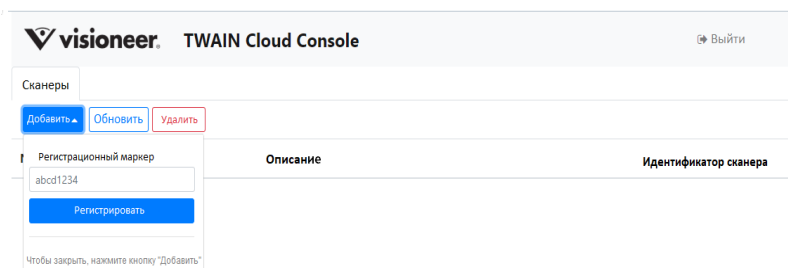 visioneer. TWAIN Cloud Console
Выйти
Сканеры
Добавить Обновить Удалить
Описание Идентификатор сканера
Регистрационный маркер
abcd1234
Регистрировать
Чтобы закрыть, нажмите кнопку "Добавить"